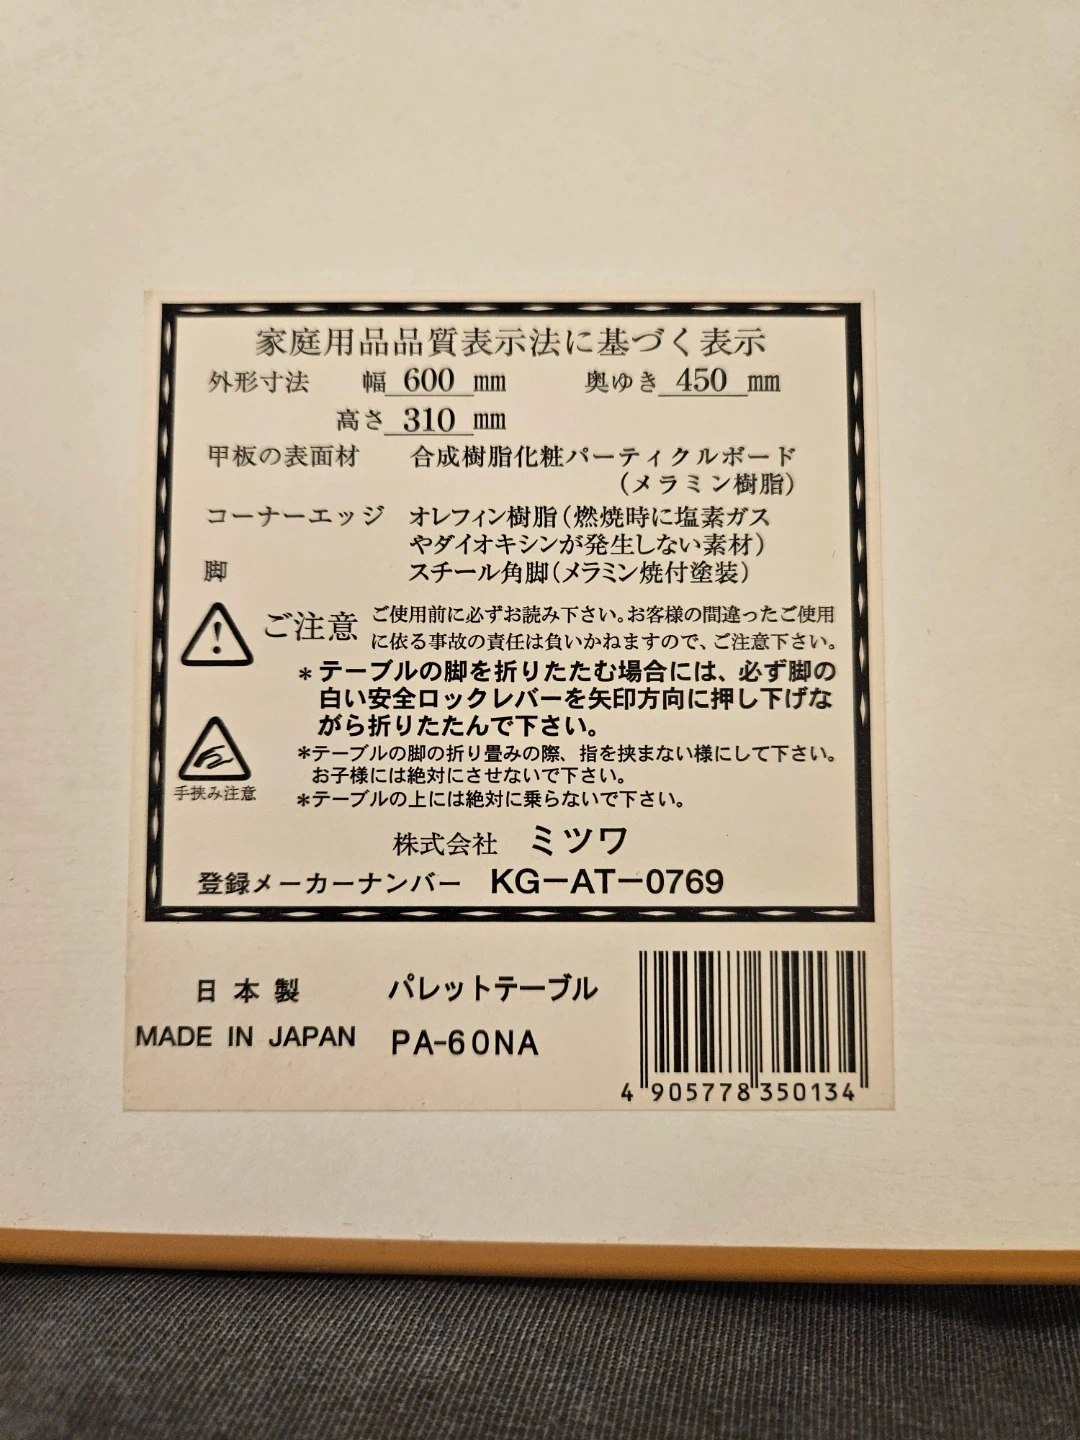 家庭用品品質表示法に基づく表示
外形寸法 幅 600 mm 奥ゆき 450 mm
高さ 310 mm
甲板の表面材 合成樹脂化粧パーティクルボード
(メラミン樹脂)
コーナーエッジ オレフィン樹脂(燃焼時に塩素ガス
やダイオキシンが発生しない素材)
脚 スチール角脚(メラミン焼付塗装)
ご注意 ご使用前に必ずお読み下さい。お客様の間違ったご使用
に依る事故の責任は負いかねますので、ご注意下さい。
*テーブルの脚を折りたたむ場合には、必ず脚の
白い安全ロックレバーを矢印方向に押し下げな
がら折りたたんで下さい。
*テーブルの脚の折り畳みの際、指を挟まない様にして下さい。
お子様には絶対にさせないで下さい。
手挟み注意
*テーブルの上には絶対に乗らないで下さい。
株式会社 ミツワ
登録メーカーナンバー KG-AT-0769
日本製 パレットテーブル
MADE IN JAPAN PA-60NA
4 905778 350134